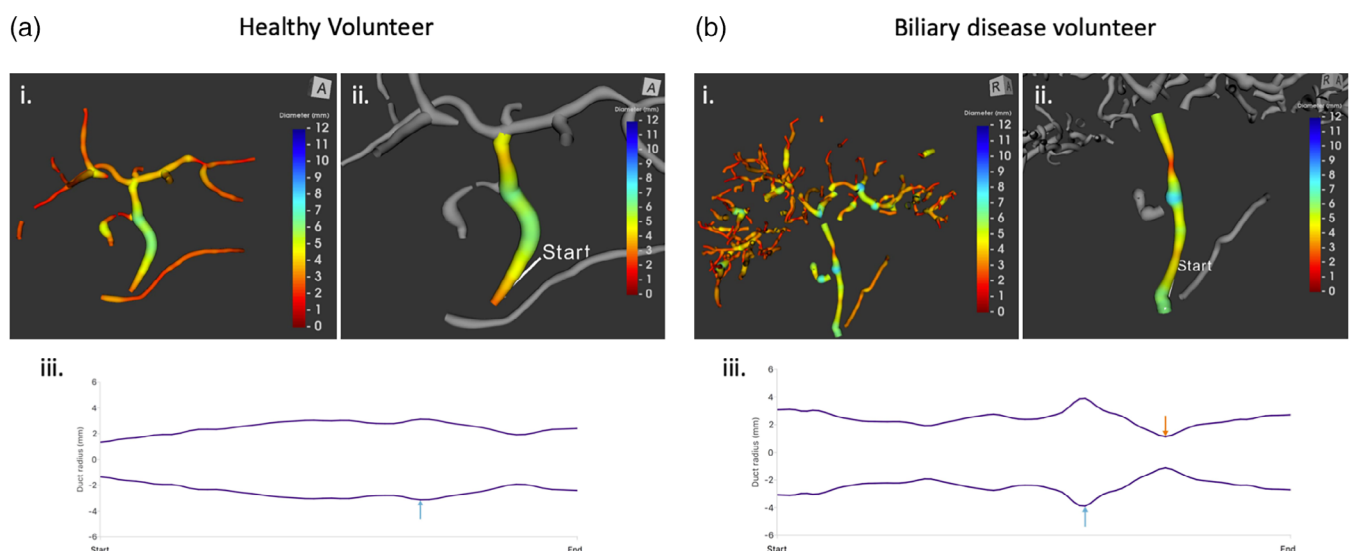 (a) Healthy Volunteer
(b) Biliary disease volunteer
i.
A
Diameter (mm)
12
11
10
9
8
7
6
5
4
3
2
1
0
ii.
A
Diameter (mm)
12
11
10
9
8
7
6
5
4
3
2
1
0
Start
i.
R A
Diameter (mm)
12
11
10
9
8
7
6
5
4
3
2
1
0
ii.
R A
Diameter (mm)
12
11
10
9
8
7
6
5
4
3
2
1
0
Start
iii.
Duct radius (mm)
6
4
2
0
-2
-4
-6
Start
End
iii.
Duct radius (mm)
6
4
2
0
-2
-4
-6
Start
End